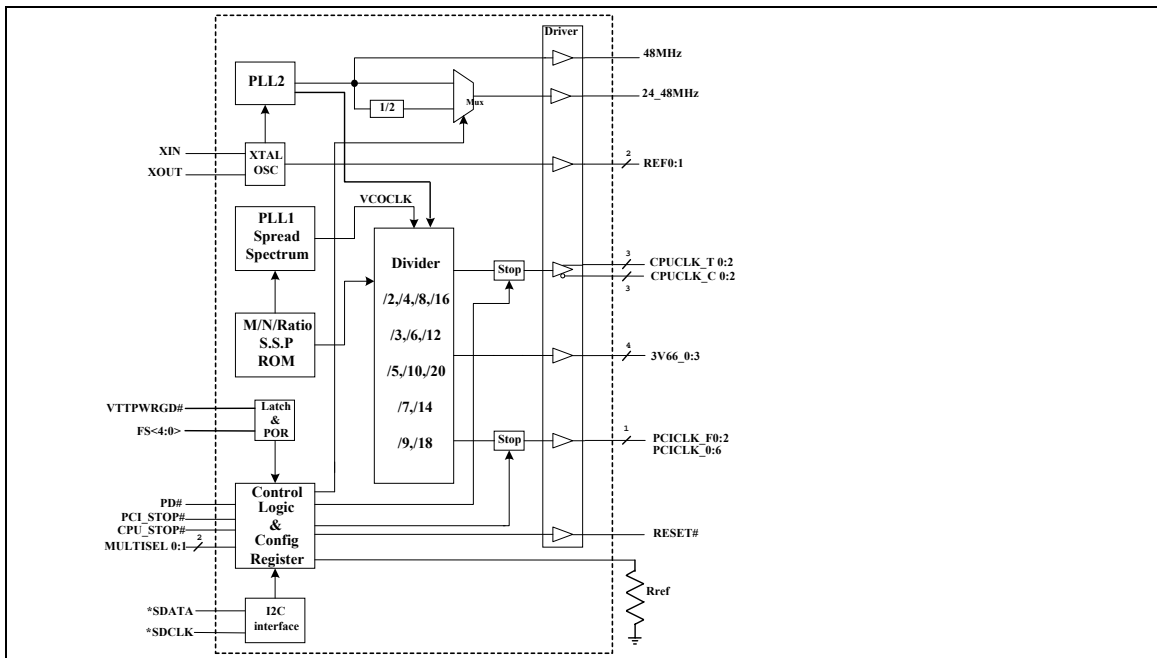 Driver
48MHz
PLL2
Mux
24_48MHz
1/2
XIN
XOUT
XTAL
OSC
2
REF0:1
VCOCLK
PLL1
Spread
Spectrum
Divider
/2,/4,/8,/16
/3,/6,/12
/5,/10,/20
/7,/14
/9,/18
Stop
3
CPUCLK_T 0:2
CPUCLK_C 0:2
3
M/N/Ratio
S.S.P
ROM
4
3V66_0:3
VTTPWRGD#
FS<4:0>
Latch
&
POR
Stop
1
PCICLK_F0:2
PCICLK_0:6
PD#
PCI_STOP#
CPU_STOP#
MULTISEL 0:1
2
Control
Logic
&
Config
Register
RESET#
Rref
*SDATA
*SDCLK
I2C
interface